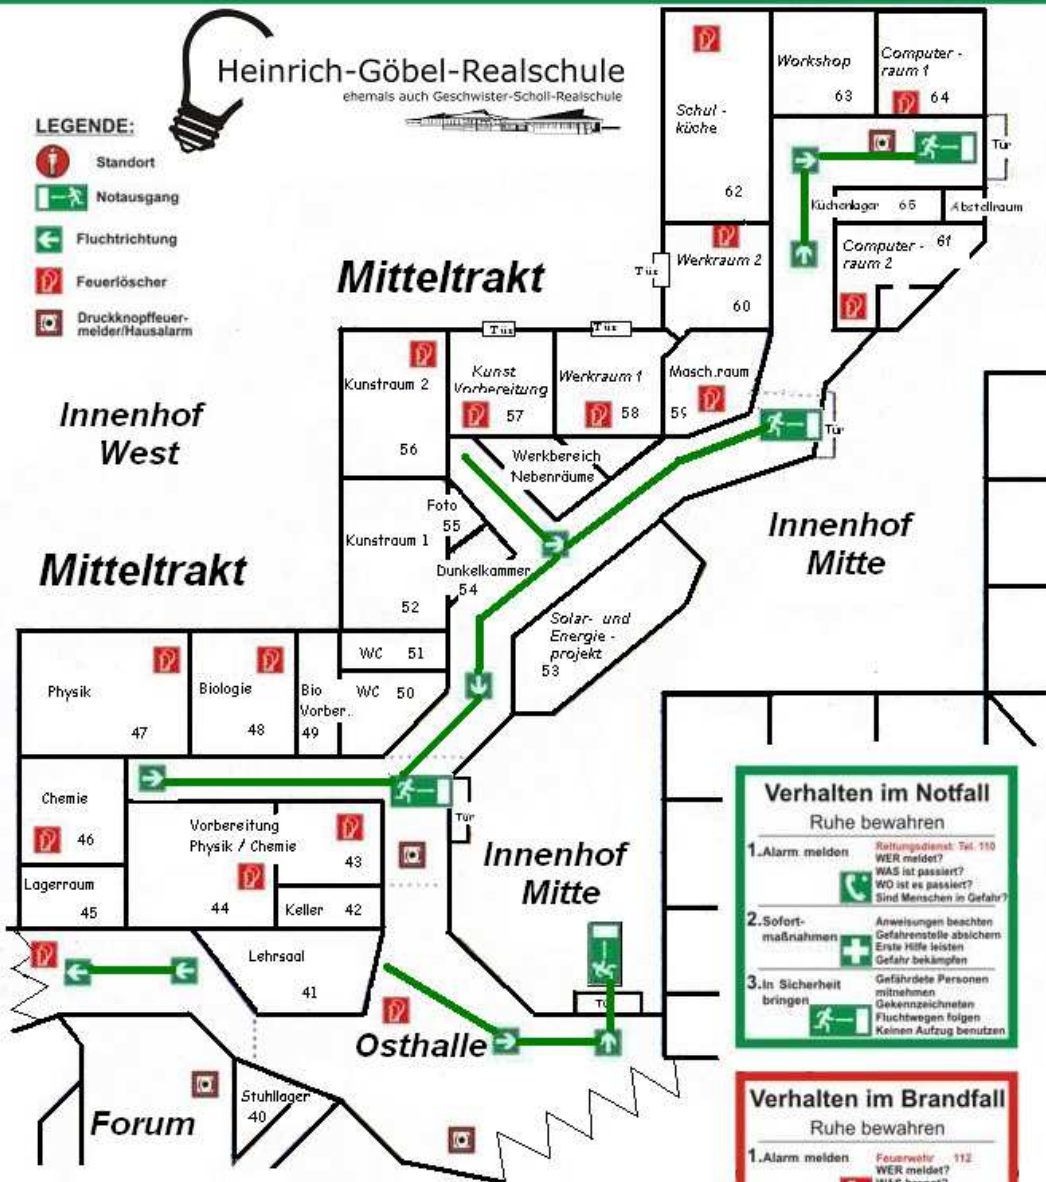 Heinrich-Göbel-Realschule
ehemals auch Geschwister-Scholl-Realschule
LEGENDE:
Standort
Notausgang
Fluchtrichtung
Feuerlöscher
Druckknopffeuer-
melder/Hausalarm
Mitteltrakt
Innenhof
West
Schul -
küche
62
Workshop
63
Computer -
raum 1
64
Tür
Küchenlager 65
Abstellraum
Computer - 61
raum 2
Tür
Werkraum 2
60
Tür
Tür
Kunstraum 2
56
Kunst
Vorbereitung
57
Werkraum 1
58
Masch.raum
59
Tür
Werkbereich
Nebenräume
Foto
55
Kunstraum 1
52
Dunkelkammer
54
Innenhof
Mitte
Mitteltrakt
Solar- und
Energie -
projekt
53
WC 51
WC 50
Physik
47
Biologie
48
Bio
Vorber..
49
Chemie
46
Vorbereitung
Physik / Chemie
43
44
Keller 42
Lagerraum
45
Tür
Innenhof
Mitte
Lehrsaal
41
Osthalle
Forum
Stuhllager
40
Verhalten im Notfall
Ruhe bewahren
1.Alarm melden
Rettungsdienst: Tel. 110
WER meldet?
WAS ist passiert?
WO ist es passiert?
Sind Menschen in Gefahr?
2.Sofort-
maßnahmen
Anweisungen beachten
Gefahrenstelle absichern
Erste Hilfe leisten
Gefahr bekämpfen
3.In Sicherheit
bringen
Gefährdete Personen
mitnehmen
Gekennzeichneten
Fluchtwegen folgen
Keinen Aufzug benutzen
Verhalten im Brandfall
Ruhe bewahren
1.Alarm melden
Feuerwehr 112
WER meldet?